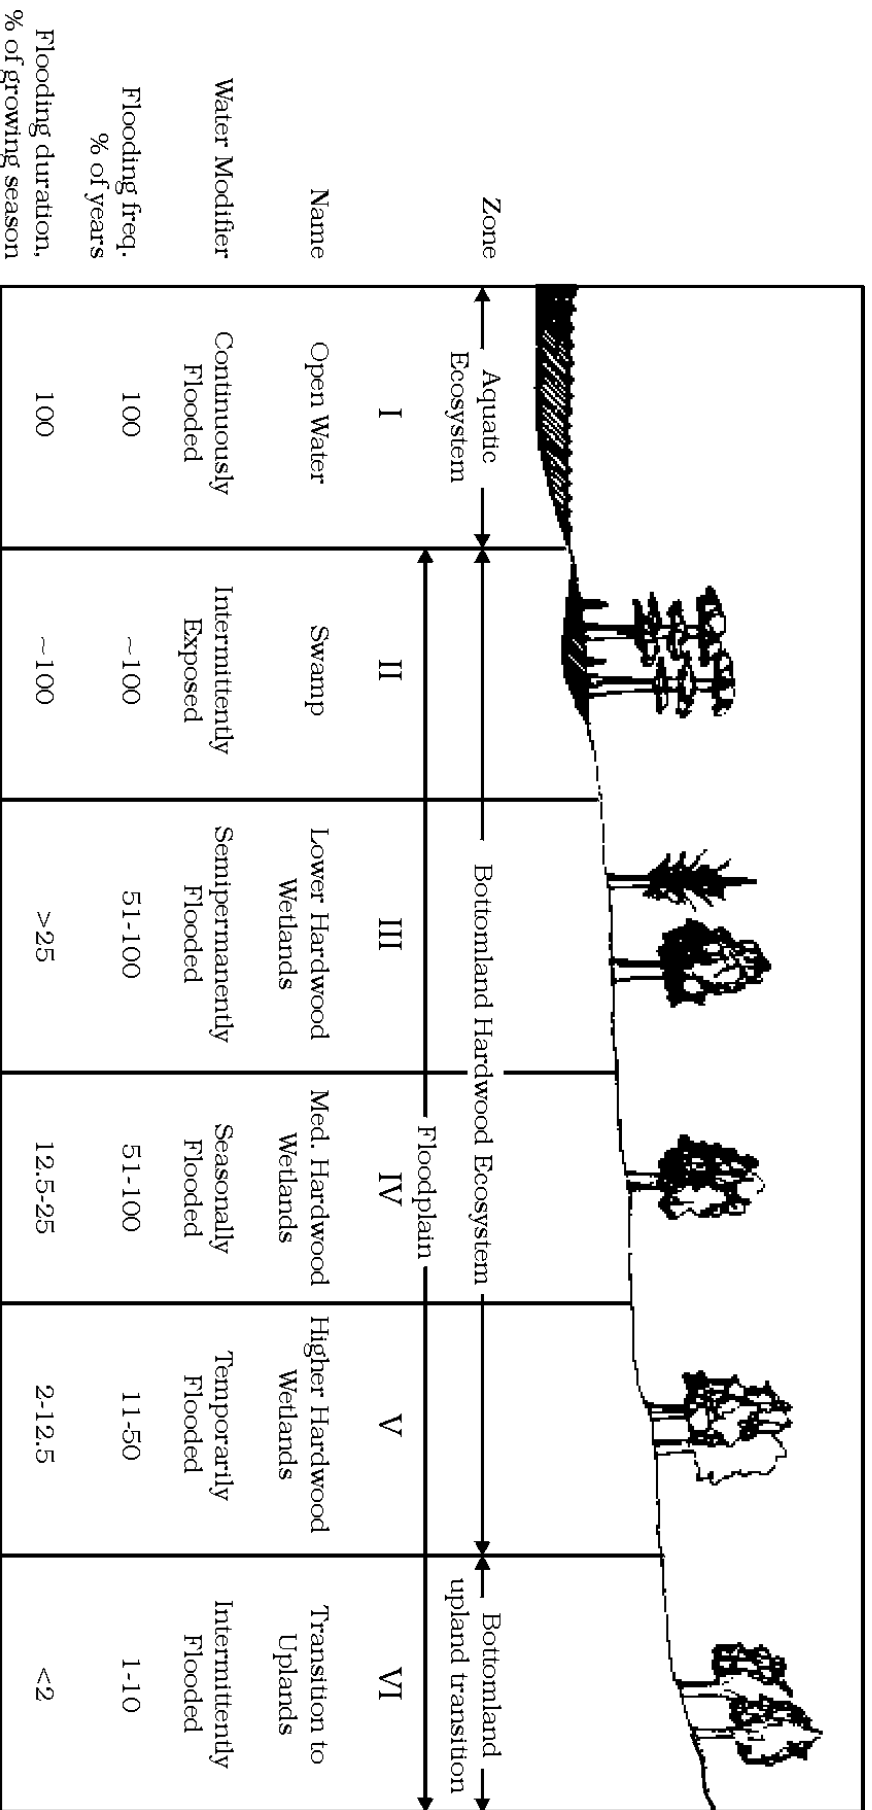 Zone
Aquatic
Ecosystem
Bottomland Hardwood Ecosystem
Bottomland
upland transition
Floodplain
I
II
III
IV
V
VI
Name
Open Water
Swamp
Lower Hardwood
Wetlands
Med. Hardwood
Wetlands
Higher Hardwood
Wetlands
Transition to
Uplands
Water Modifier
Continuously
Flooded
Intermittently
Exposed
Semipermanently
Flooded
Seasonally
Flooded
Temporarily
Flooded
Intermittently
Flooded
Flooding freq.
% of years
100
~100
51-100
51-100
11-50
1-10
Flooding duration,
% of growing season
100
~100
>25
12.5-25
2-12.5
<2